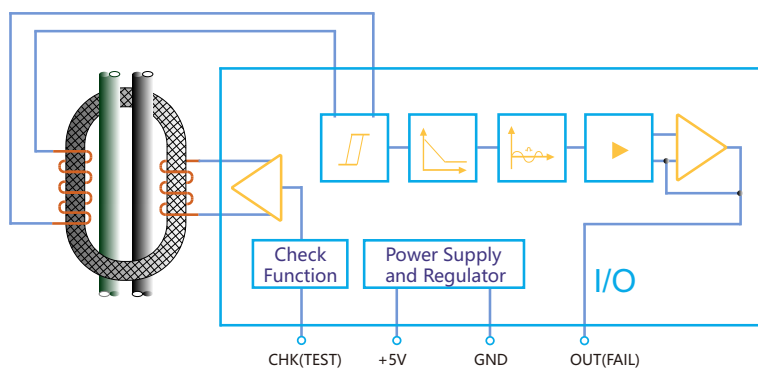 Check
Function
Power Supply
and Regulator
I/O
CHK(TEST)
+5V
GND
OUT(FAIL)